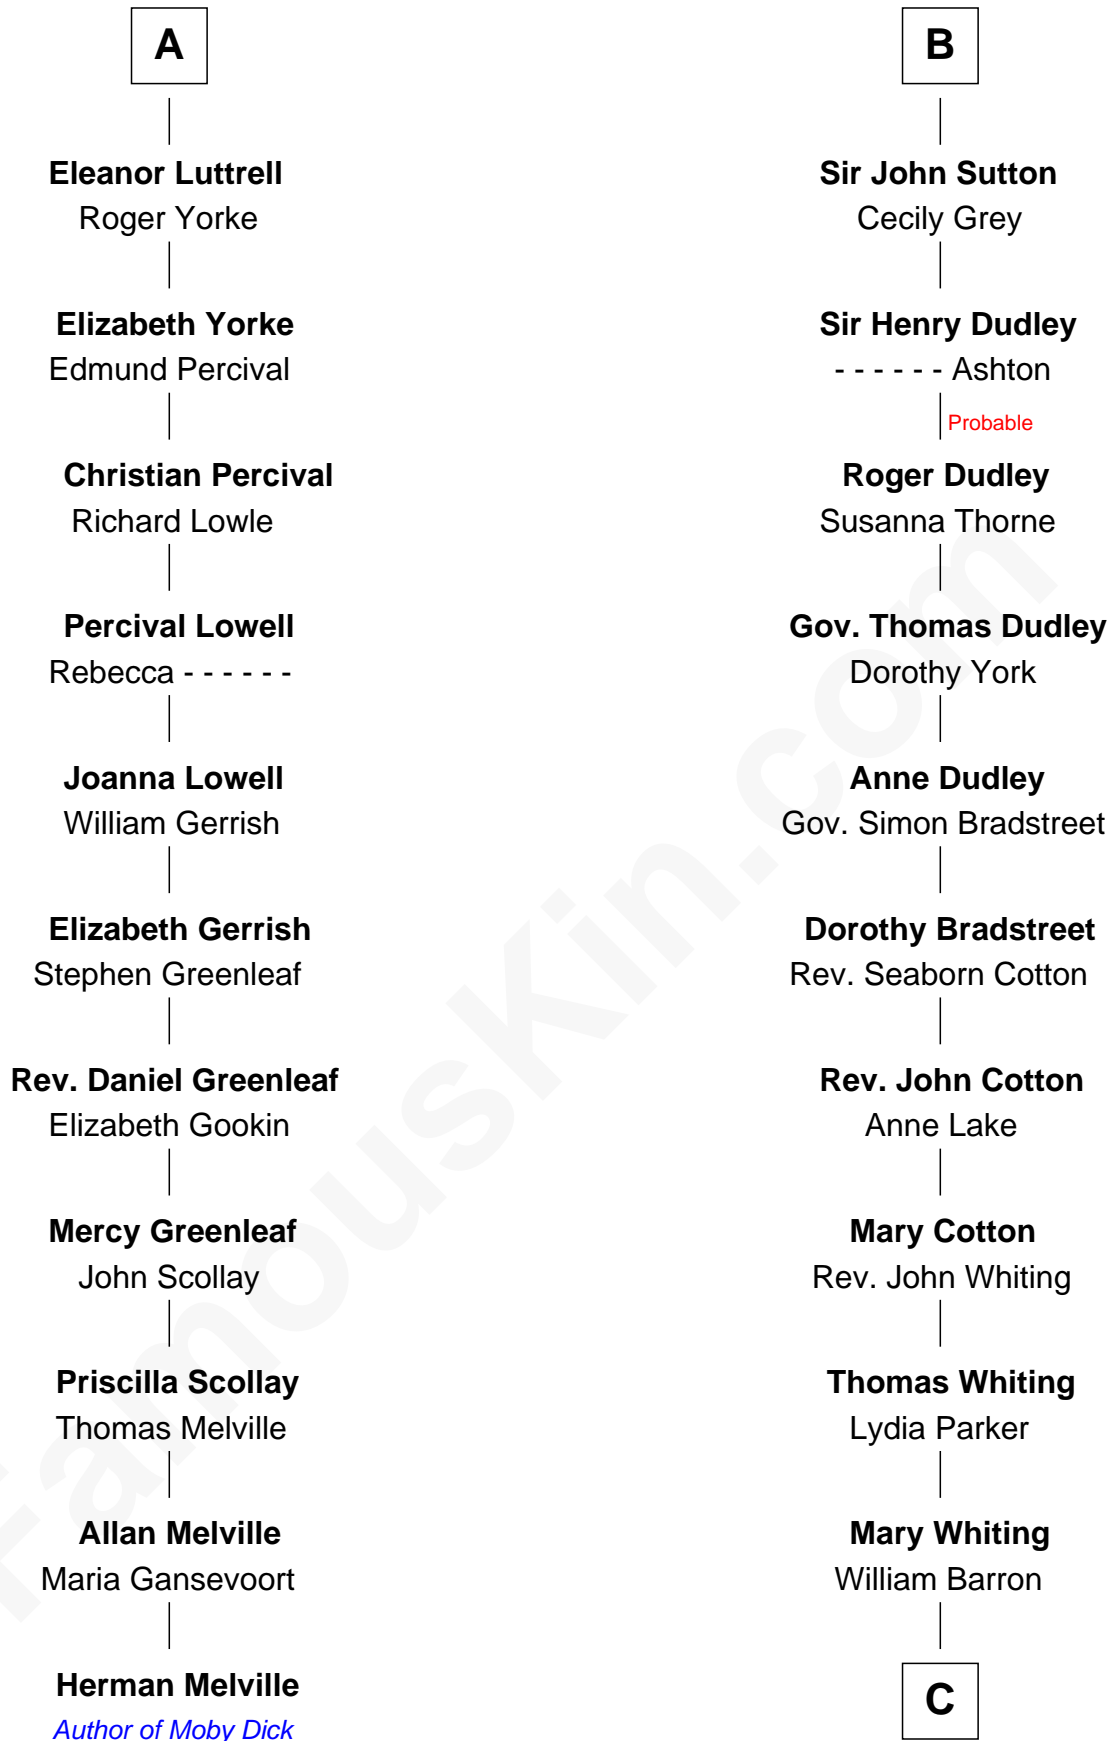 A
Eleanor Luttrell
Roger Yorke
Elizabeth Yorke
Edmund Percival
Christian Percival
Richard Lowle
Percival Lowell
Rebecca - - - - - -
Joanna Lowell
William Gerrish
Elizabeth Gerrish
Stephen Greenleaf
Rev. Daniel Greenleaf
Elizabeth Gookin
Mercy Greenleaf
John Scollay
Priscilla Scollay
Thomas Melville
Allan Melville
Maria Gansevoort
Herman Melville
Author of Moby Dick
B
Sir John Sutton
Cecily Grey
Sir Henry Dudley
- - - - - - Ashton
Probable
Roger Dudley
Susanna Thorne
Gov. Thomas Dudley
Dorothy York
Anne Dudley
Gov. Simon Bradstreet
Dorothy Bradstreet
Rev. Seaborn Cotton
Rev. John Cotton
Anne Lake
Mary Cotton
Rev. John Whiting
Thomas Whiting
Lydia Parker
Mary Whiting
William Barron
C
FamousKin.com